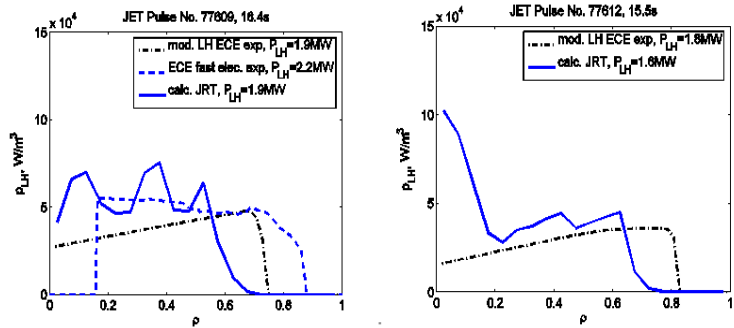 JET Pulse No. 77609, 16.4s
x 10^4
mod. LH ECE exp, P_LH=1.9MW
ECE fast elec. exp, P_LH=2.2MW
calc. JRT, P_LH=1.9MW
15
10
5
0
p_LH, W/m^3
0
0.2
0.4
0.6
0.8
1
ρ
JET Pulse No. 77612, 15.5s
x 10^4
mod. LH ECE exp, P_LH=1.6MW
calc. JRT, P_LH=1.6MW
15
10
5
0
p_LH, W/m^3
0
0.2
0.4
0.6
0.8
1
ρ